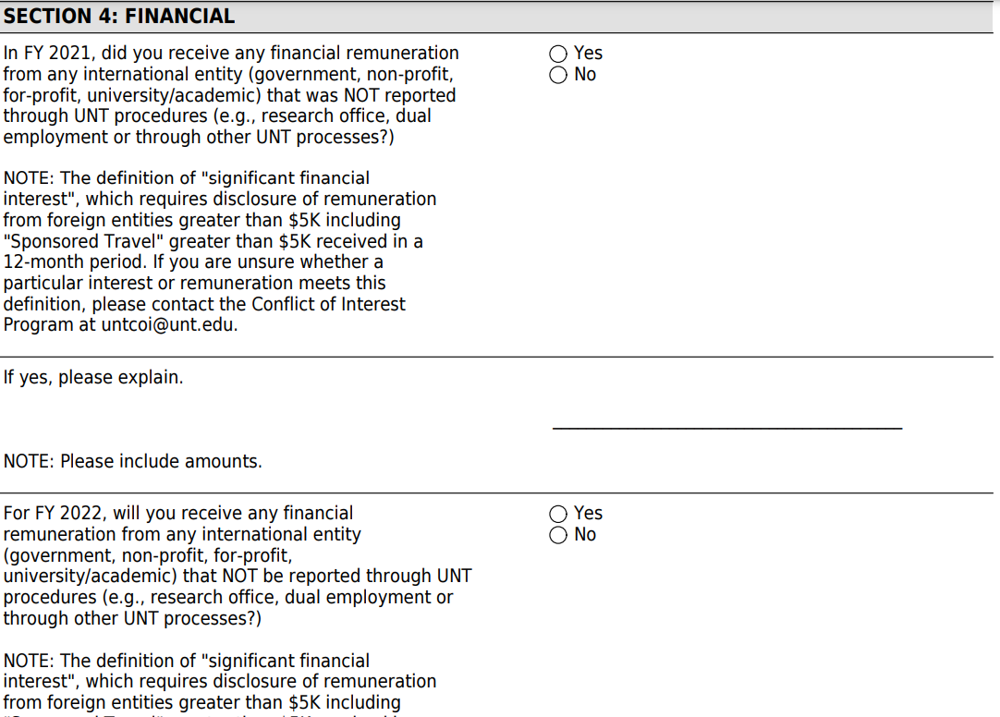 SECTION 4: FINANCIAL
In FY 2021, did you receive any financial remuneration
from any international entity (government, non-profit,
for-profit, university/academic) that was NOT reported
through UNT procedures (e.g., research office, dual
employment or through other UNT processes?)
Yes
No
NOTE: The definition of "significant financial
interest", which requires disclosure of remuneration
from foreign entities greater than $5K including
"Sponsored Travel" greater than $5K received in a
12-month period. If you are unsure whether a
particular interest or remuneration meets this
definition, please contact the Conflict of Interest
Program at untcoi@unt.edu.
If yes, please explain.
NOTE: Please include amounts.
For FY 2022, will you receive any financial
remuneration from any international entity
(government, non-profit, for-profit,
university/academic) that NOT be reported through UNT
procedures (e.g., research office, dual employment or
through other UNT processes?)
Yes
No
NOTE: The definition of "significant financial
interest", which requires disclosure of remuneration
from foreign entities greater than $5K including